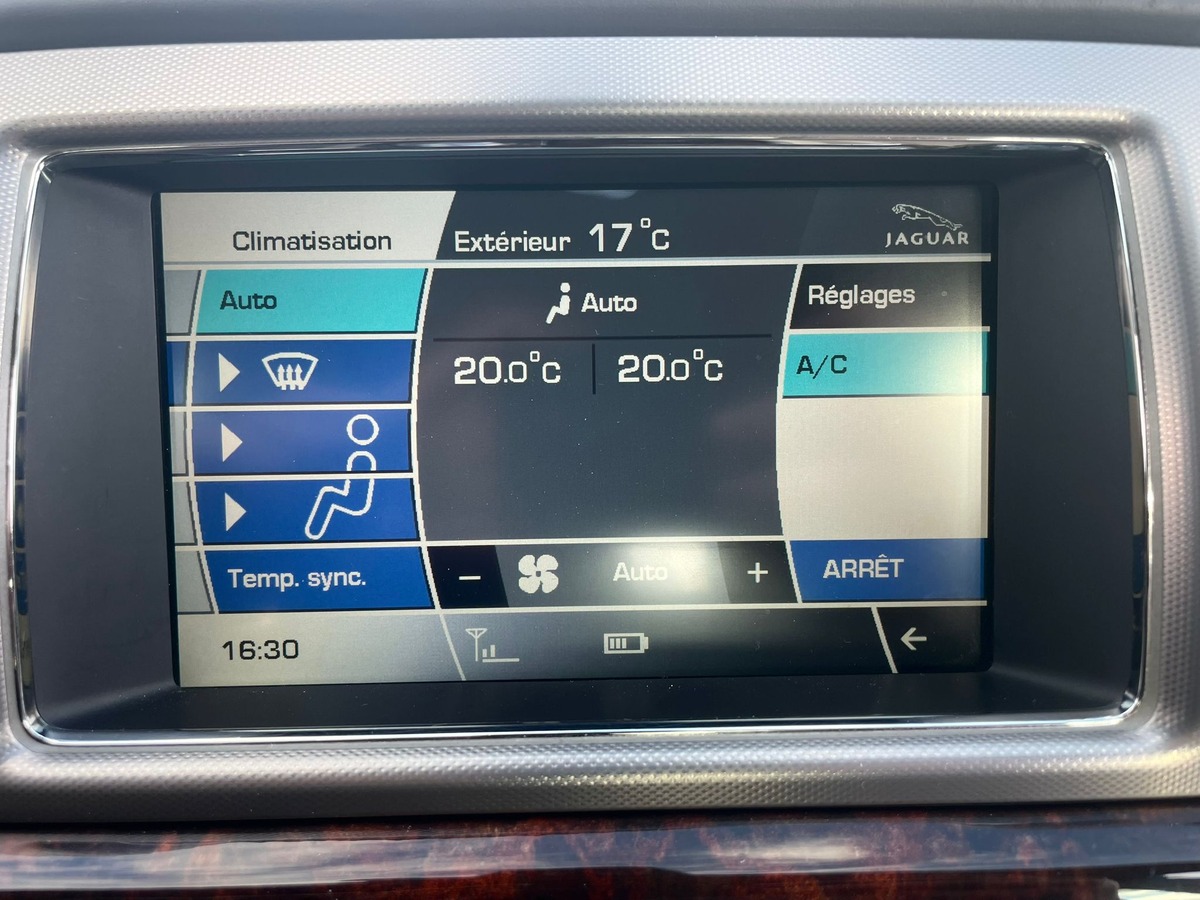 Climatisation
Extérieur 17°C
JAGUAR
Auto
Auto
Réglages
20.0°C
20.0°C
A/C
Temp. sync.
− Auto +
ARRÊT
16:30